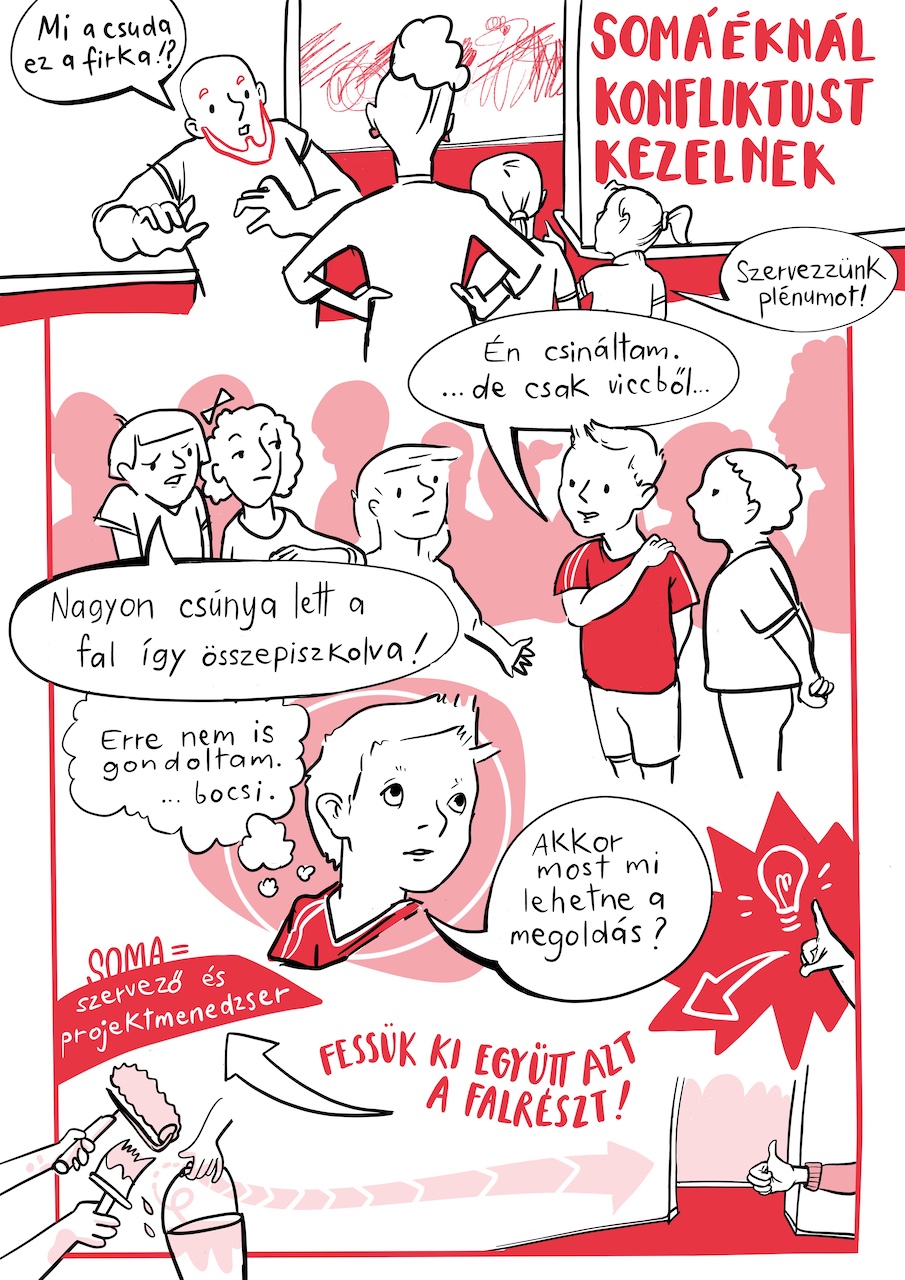 Mi a csuda
ez a firka!?
SOMÁÉKNÁL
KONFLIKTUST
KEZELNEK
Szervezzünk
plénumot!
Én csináltam.
...de csak viccből...
Nagyon csúnya lett a
fal így összepiszkolva!
Erre nem is
gondoltam.
... bocsi.
Akkor
most mi
lehetne a
megoldás?
SOMA =
szervező és
projektmenedzser
FESSÜK KI EGYÜTT AZT
A FALRÉSZT!